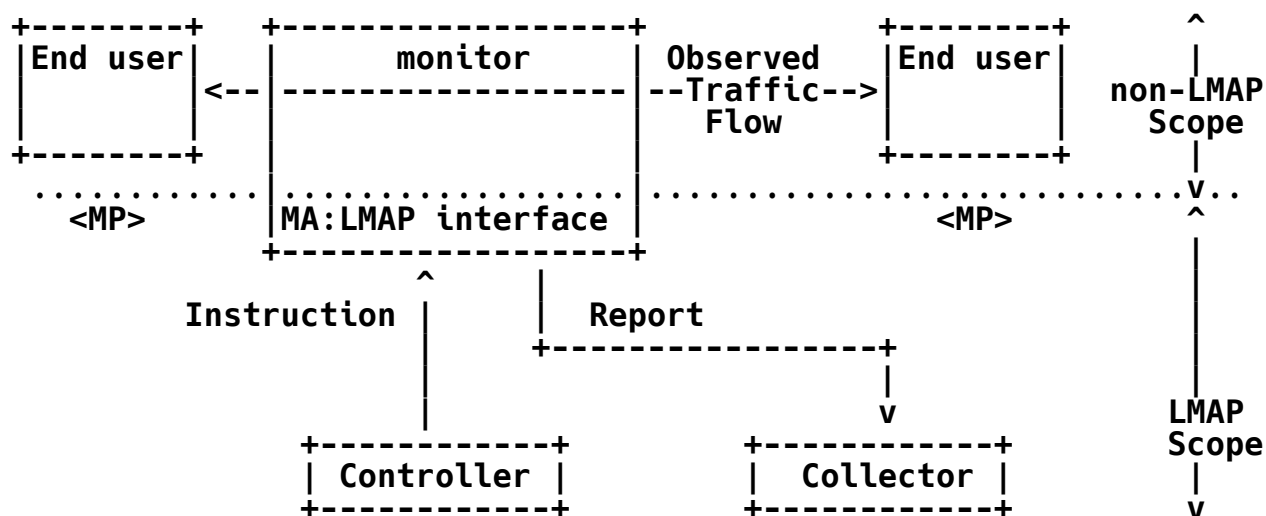 +--------+   +------------------+            +--------+      ^
|End user|   |     monitor      | Observed   |End user|      |
|        |<--|------------------|--Traffic-->|        |  non-LMAP
|        |   |                  |   Flow     |        |    Scope
+--------+   |                  |            +--------+      |
............|..................|............................v..
<MP>      |MA:LMAP interface |               <MP>         ^
+------------------+                            |
^     |                                  |
Instruction |     |  Report                          |
|     +-----------------+                |
|                       |                |
|                       v               LMAP
+------------+         +------------+        Scope
| Controller |         |  Collector |         |
+------------+         +------------+         v